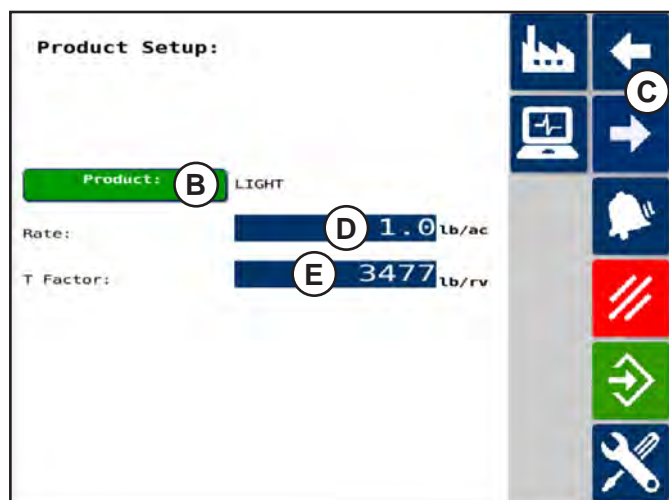 Product Setup:
C
Product: B LIGHT
Rate: D 1.0 lb/ac
T Factor: E 3477 lb/rv